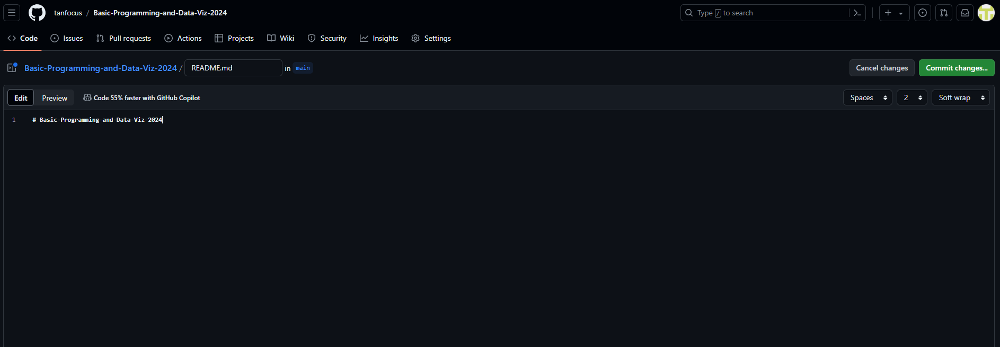 tanfocus / Basic-Programming-and-Data-Viz-2024
Type / to search
Code Issues Pull requests Actions Projects Wiki Security Insights Settings
Basic-Programming-and-Data-Viz-2024 / README.md in main
Cancel changes Commit changes...
Edit Preview Code 55% faster with GitHub Copilot
Spaces 2 Soft wrap
1 # Basic-Programming-and-Data-Viz-2024